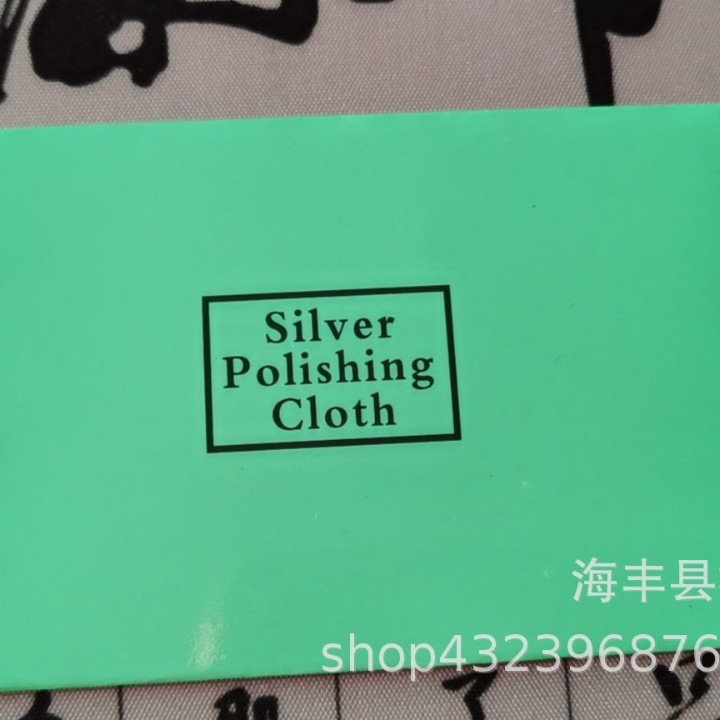 Silver
Polishing
Cloth
海丰县
shop432396876